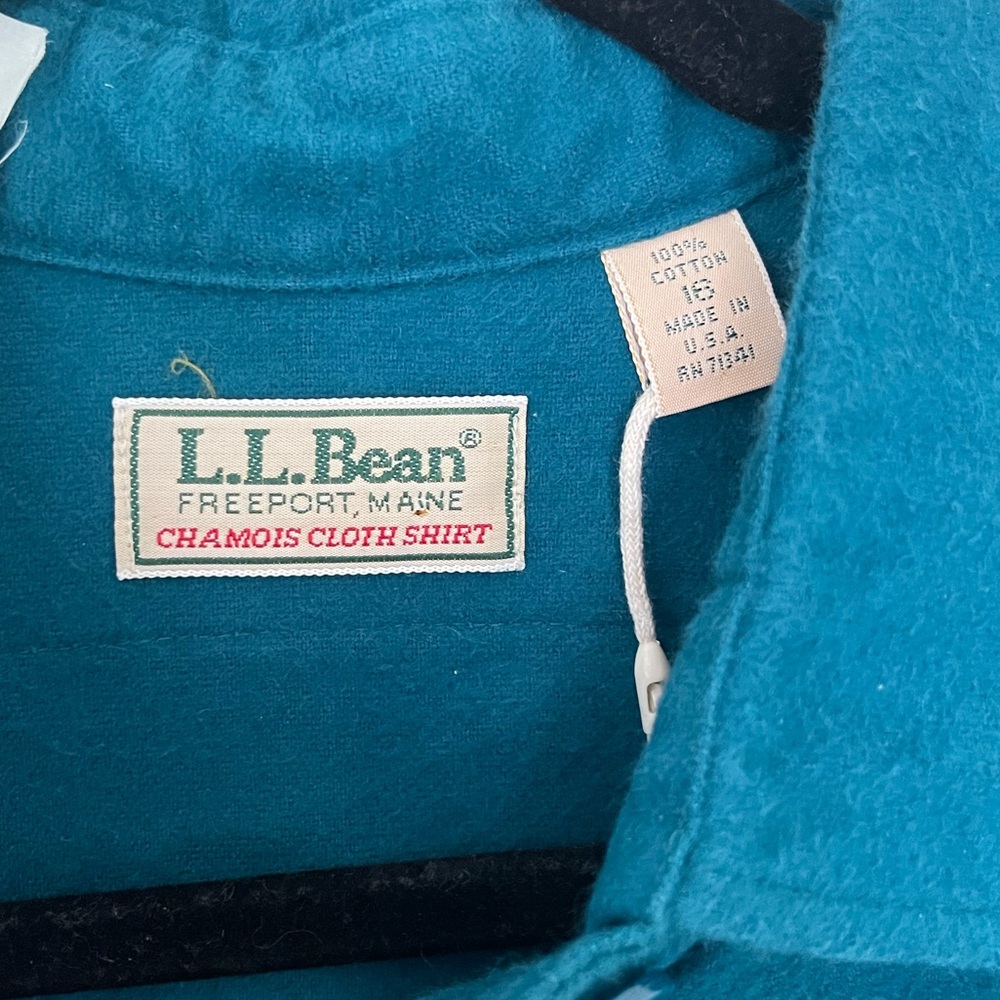 L.L.Bean®
FREEPORT, MAINE
CHAMOIS CLOTH SHIRT
100%
COTTON
16
MADE IN
U.S.A.
RN 71341